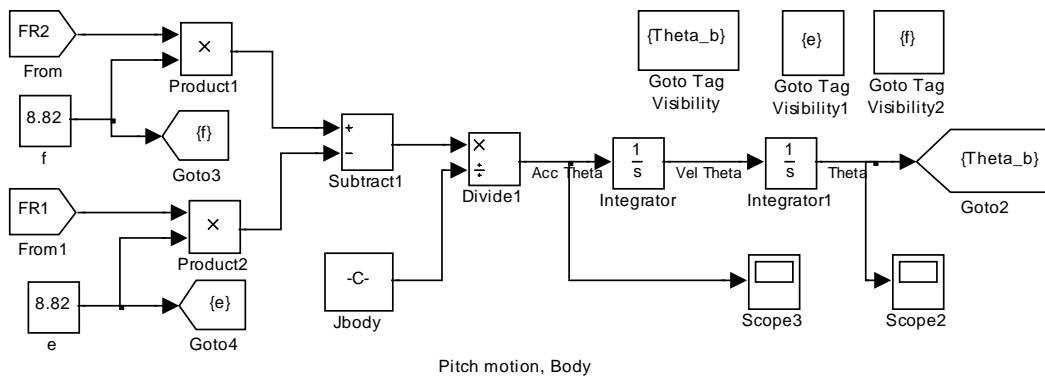 FR2
From
×
Product1
8.82
f
{f}
Goto3
FR1
From1
×
Product2
8.82
e
{e}
Goto4
+
−
Subtract1
-C-
Jbody
×
÷
Divide1
Acc Theta
1
s
Integrator
Vel Theta
1
s
Integrator1
Theta
{Theta_b}
Goto2
{Theta_b}
Goto Tag
Visibility
{e}
Goto Tag
Visibility1
{f}
Goto Tag
Visibility2
Scope3
Scope2
Pitch motion, Body